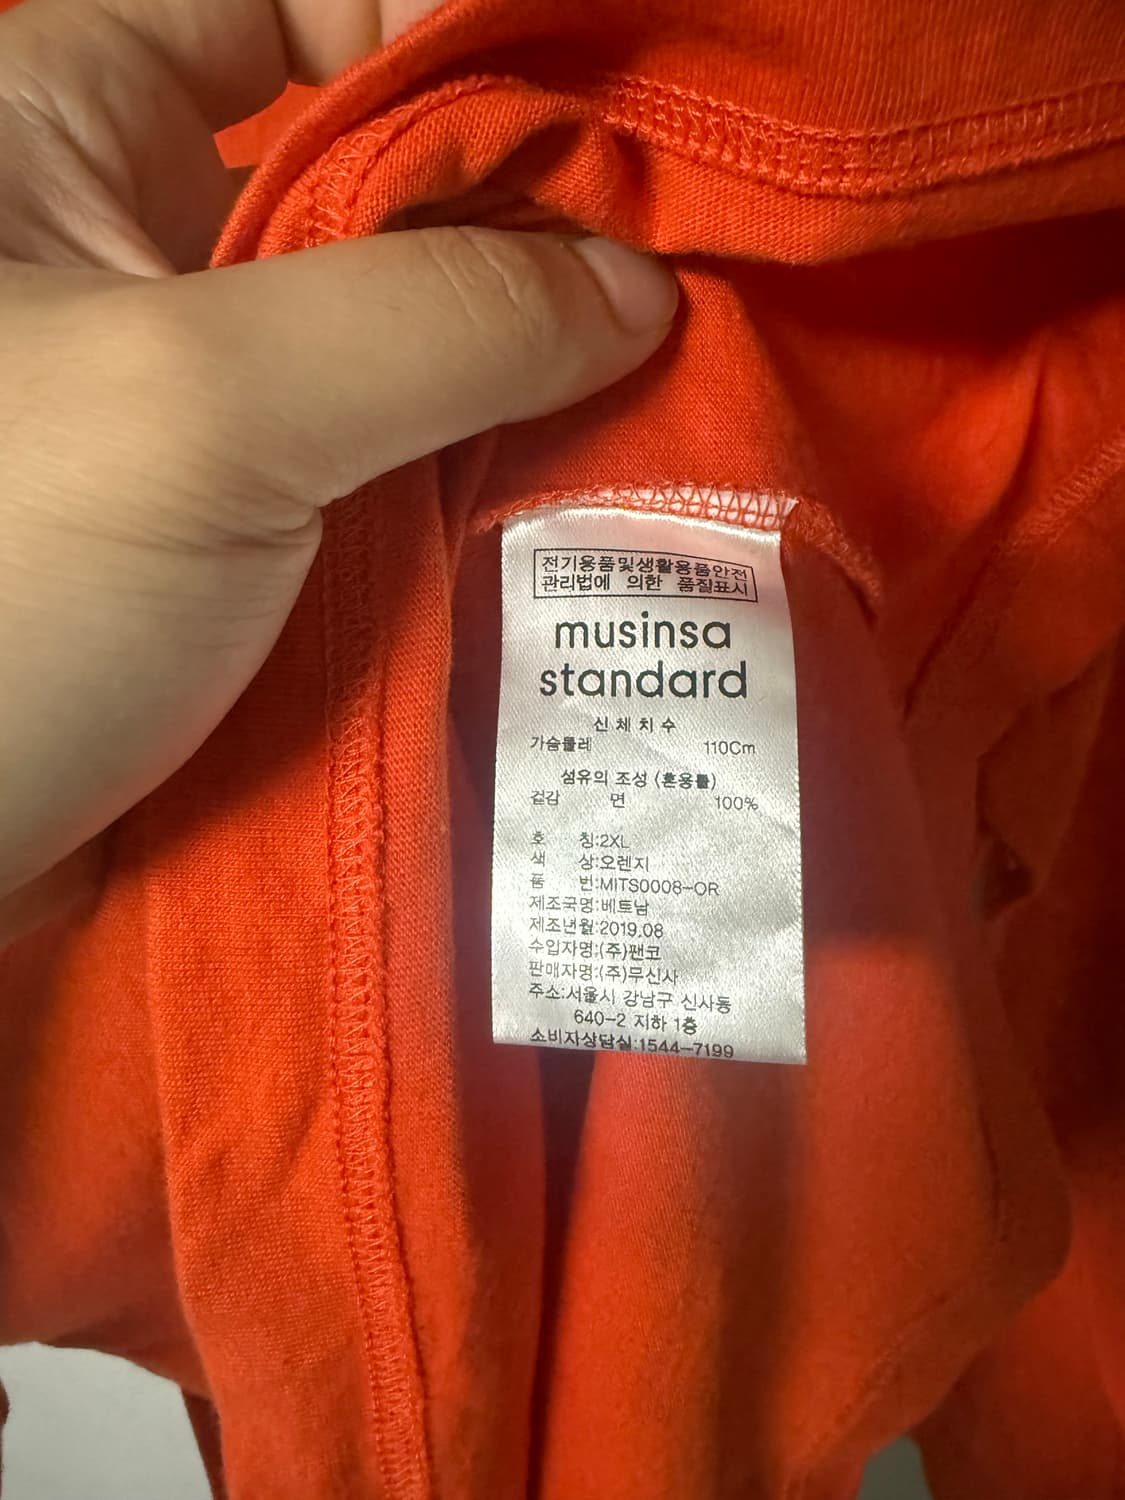 전기용품및생활용품안전
관리법에 의한 품질표시
musinsa
standard
신체치수
가슴둘레 110Cm
섬유의 조성 (혼용률)
겉감 면 100%
호 칭:2XL
색 상:오렌지
품 번:MITS0008-OR
제조국명:베트남
제조년월:2019.08
수입자명:(주)팬코
판매자명:(주)무신사
주소:서울시 강남구 신사동
640-2 지하 1층
소비자상담실:1544-7199